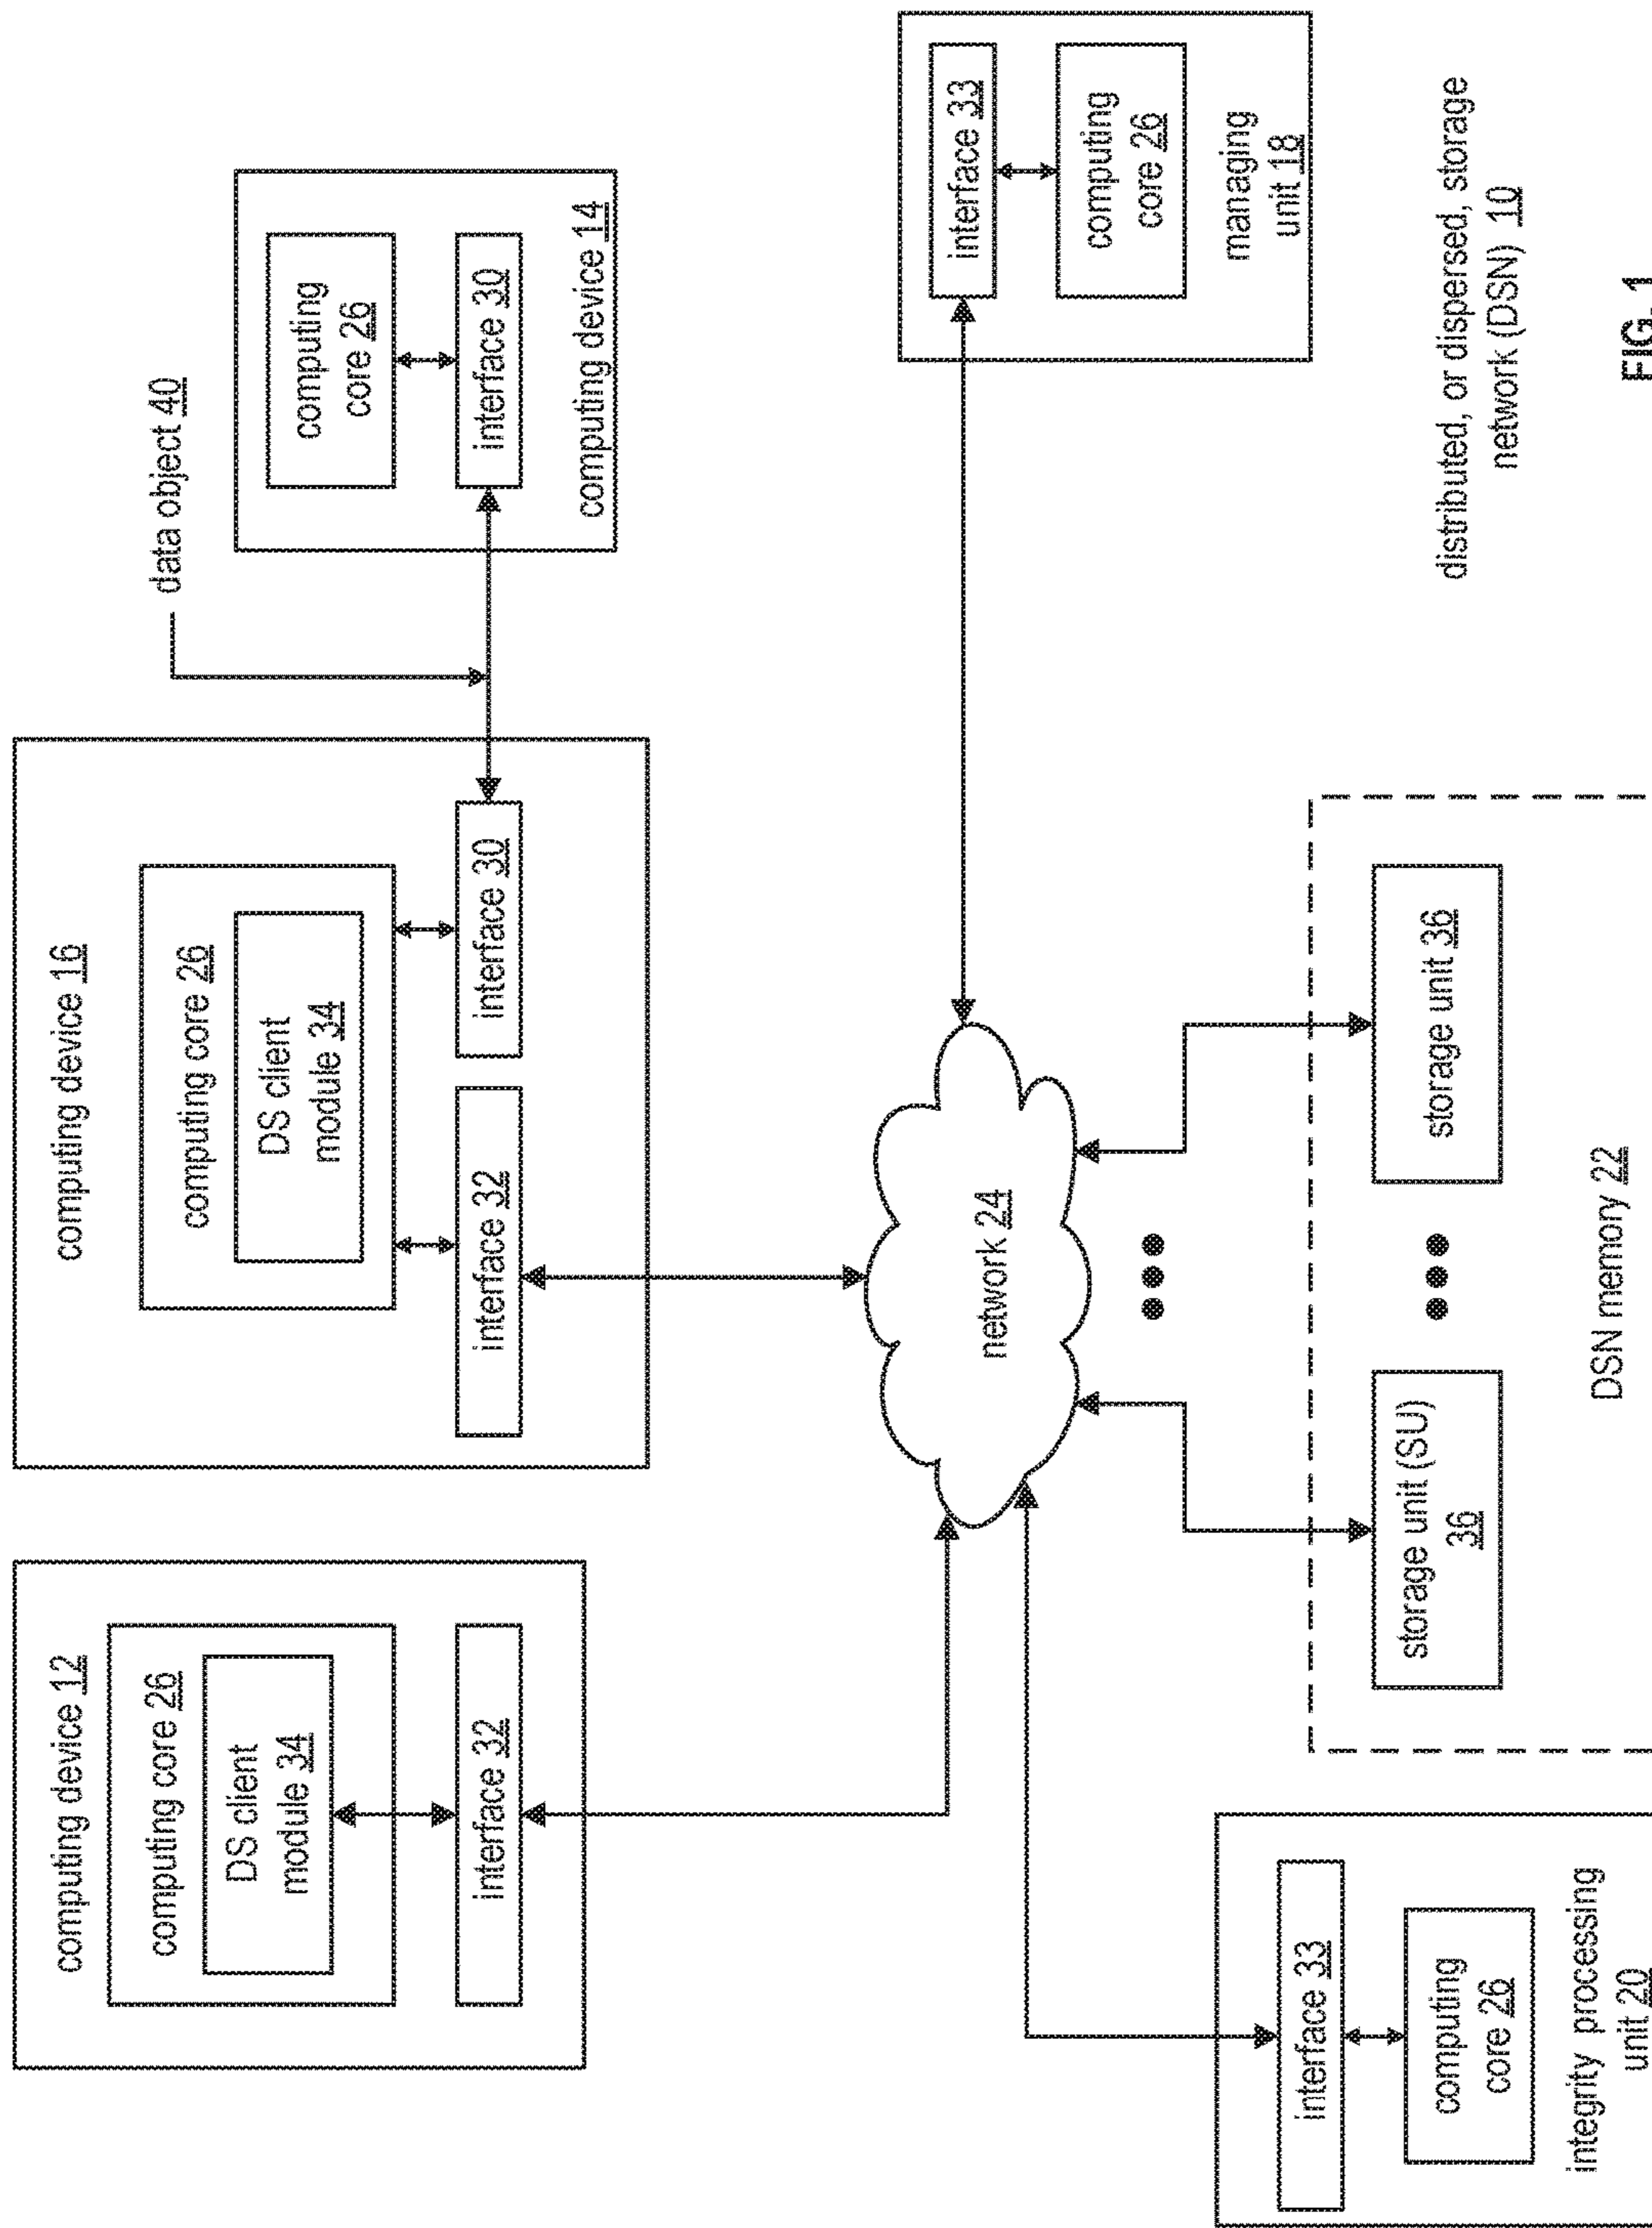 computing device 12
computing core 26
DS client
module 34
interface 32
computing device 16
computing core 26
DS client
module 34
interface 32
interface 30
data object 40
computing
core 26
interface 30
computing device 14
network 24
interface 33
computing
core 26
managing
unit 18
interface 33
computing
core 26
integrity processing
unit 20
storage unit (SU)
36
storage unit 36
DSN memory 22
distributed, or dispersed, storage
network (DSN) 10
FIG. 1